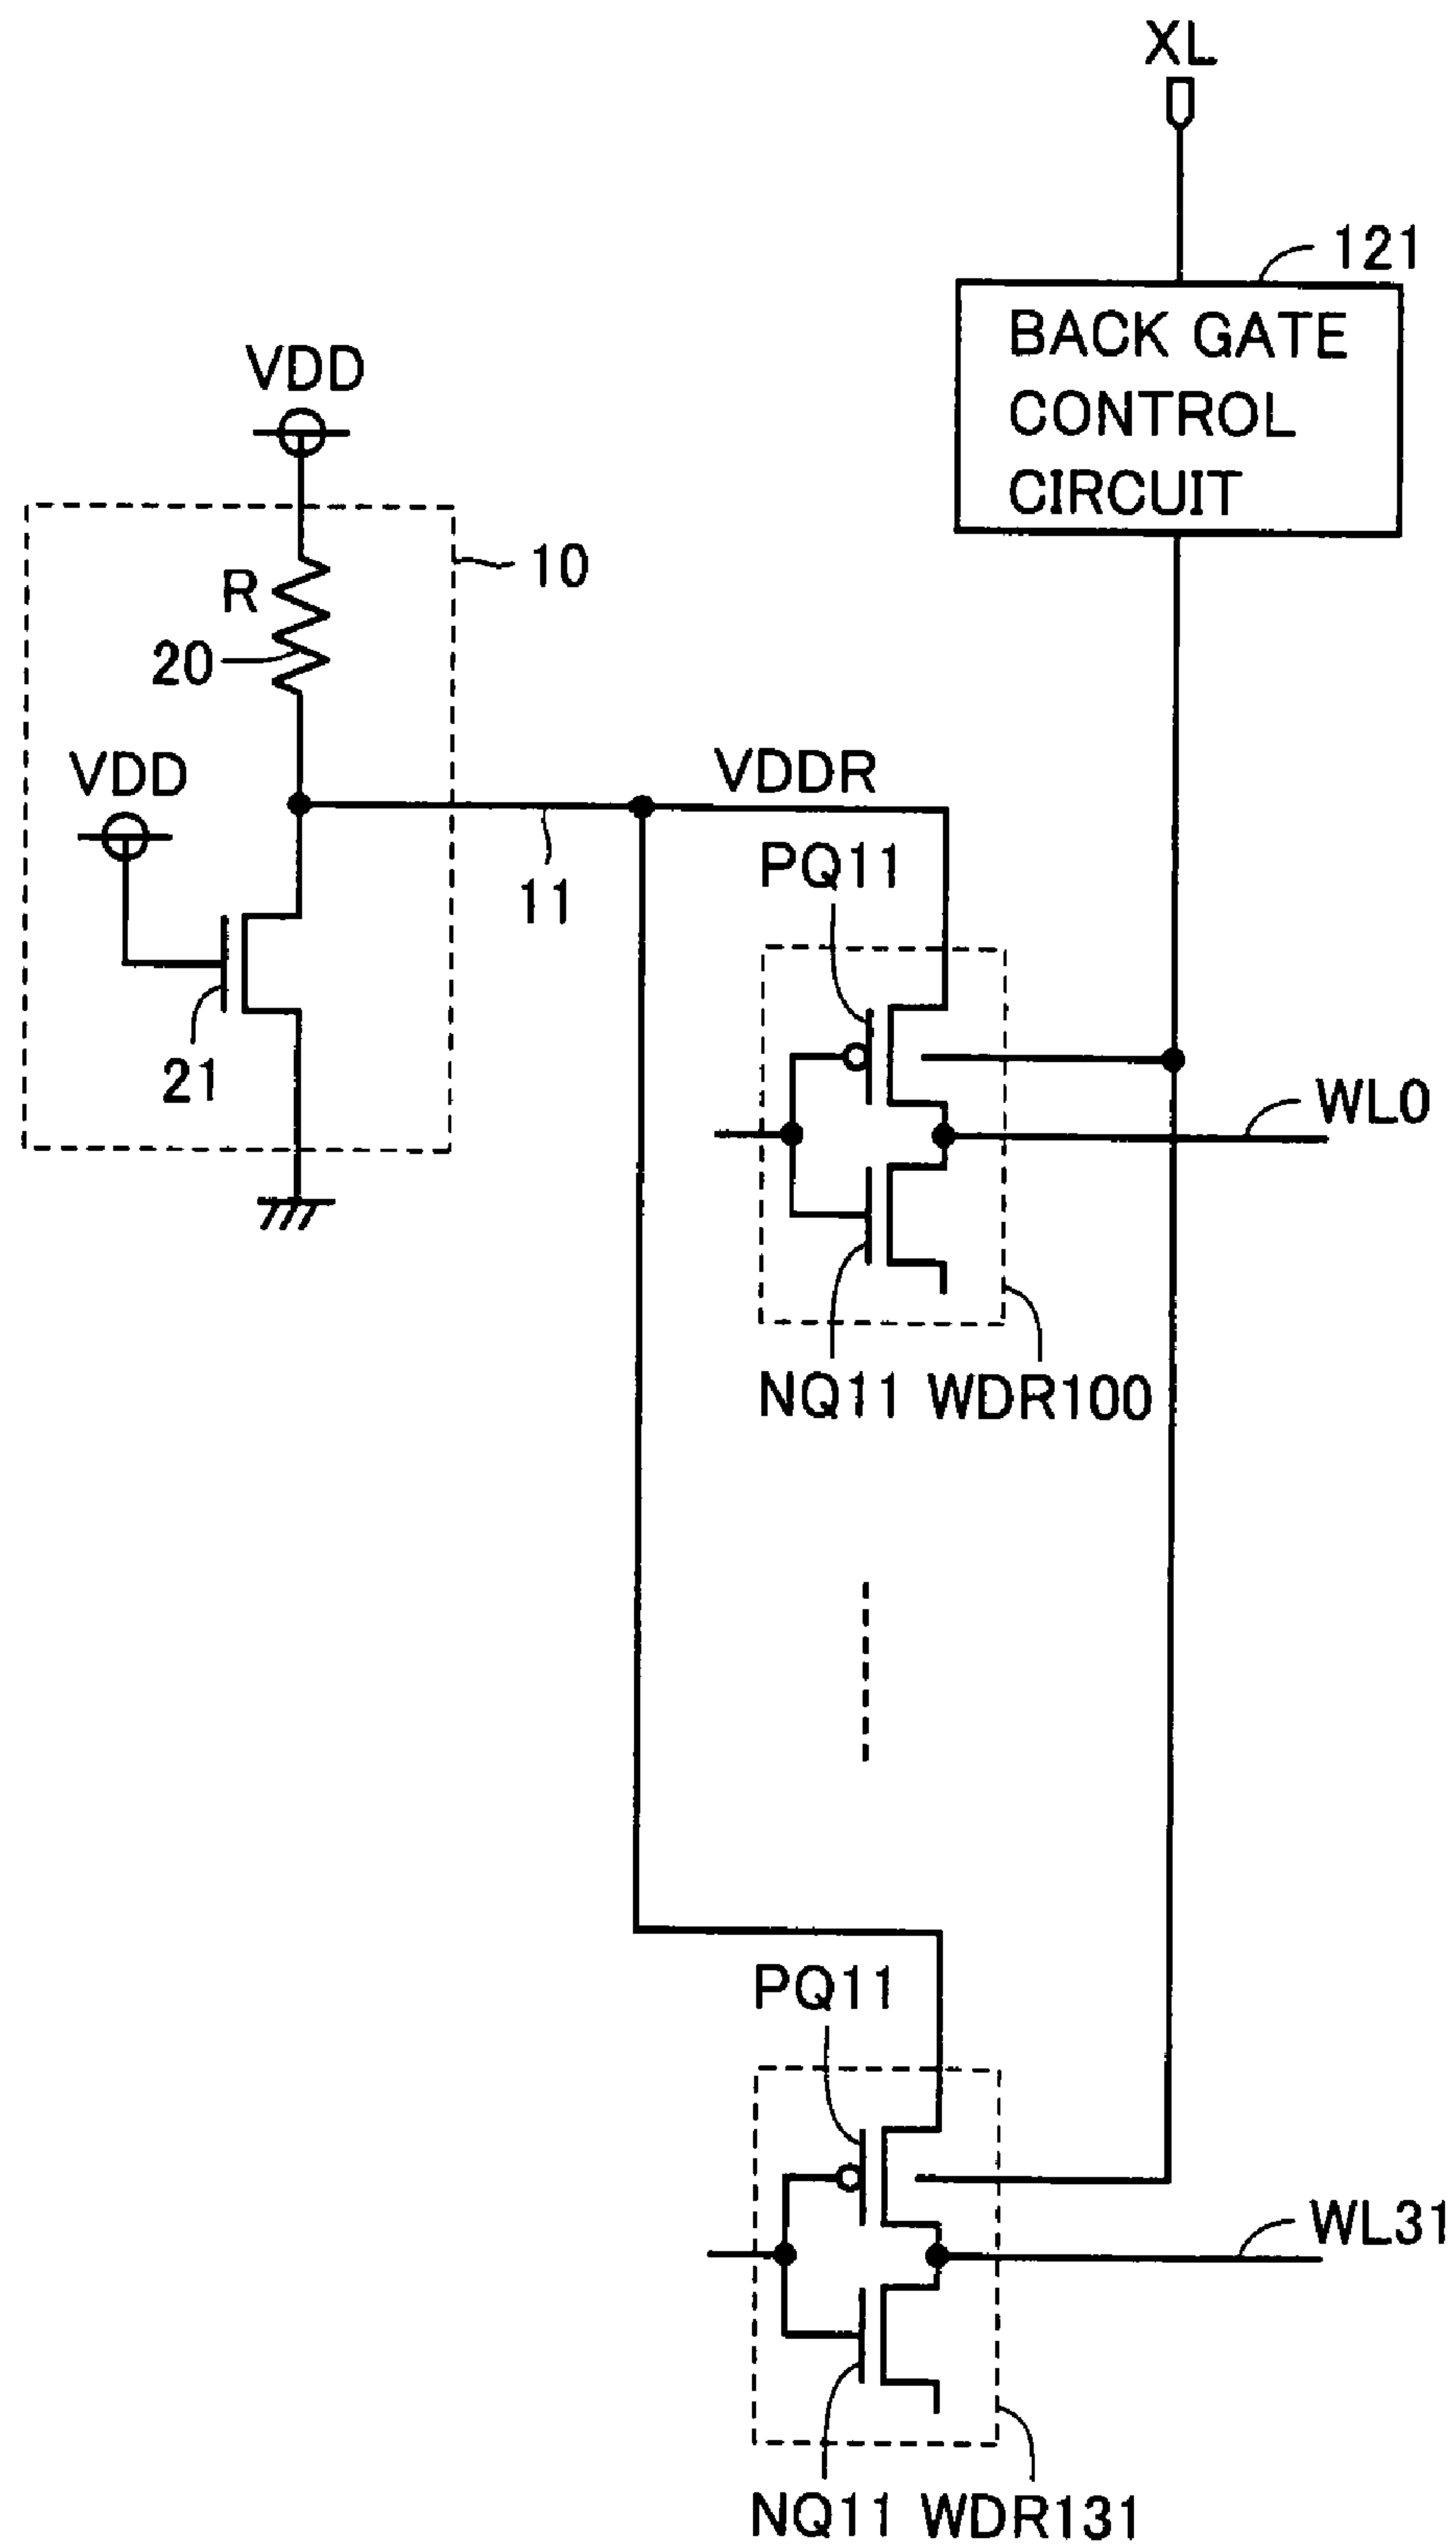 XL
121
BACK GATE
CONTROL
CIRCUIT
VDD
10
R
20
VDD
VDDR
11
PQ11
21
WL0
NQ11
WDR100
PQ11
WL31
NQ11
WDR131